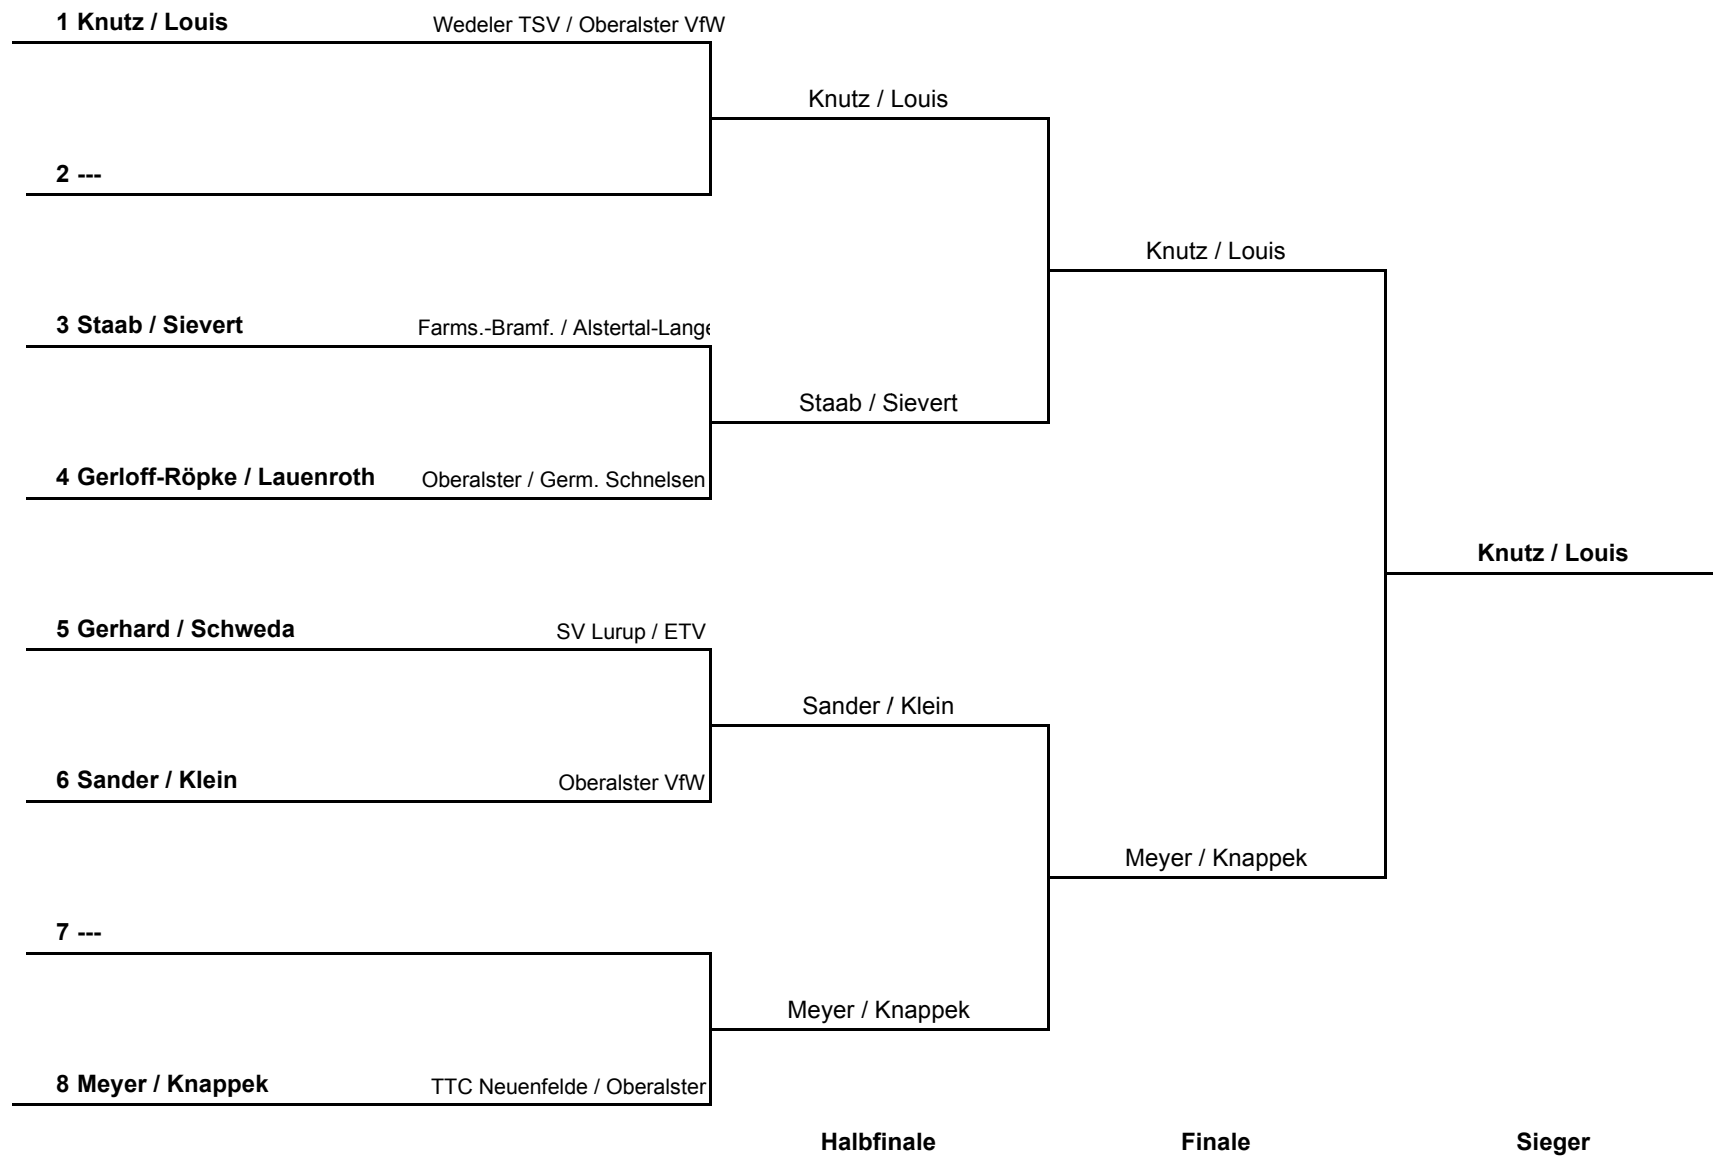 1 Knutz / Louis Wedeler TSV / Oberalster VfW
Knutz / Louis
2 ---
Knutz / Louis
3 Staab / Sievert Farms.-Bramf. / Alstertal-Lange
Staab / Sievert
4 Gerloff-Röpke / Lauenroth Oberalster / Germ. Schnelsen
Knutz / Louis
5 Gerhard / Schweda SV Lurup / ETV
Sander / Klein
6 Sander / Klein Oberalster VfW
Meyer / Knappek
7 ---
Meyer / Knappek
8 Meyer / Knappek TTC Neuenfelde / Oberalster
Halbfinale Finale Sieger